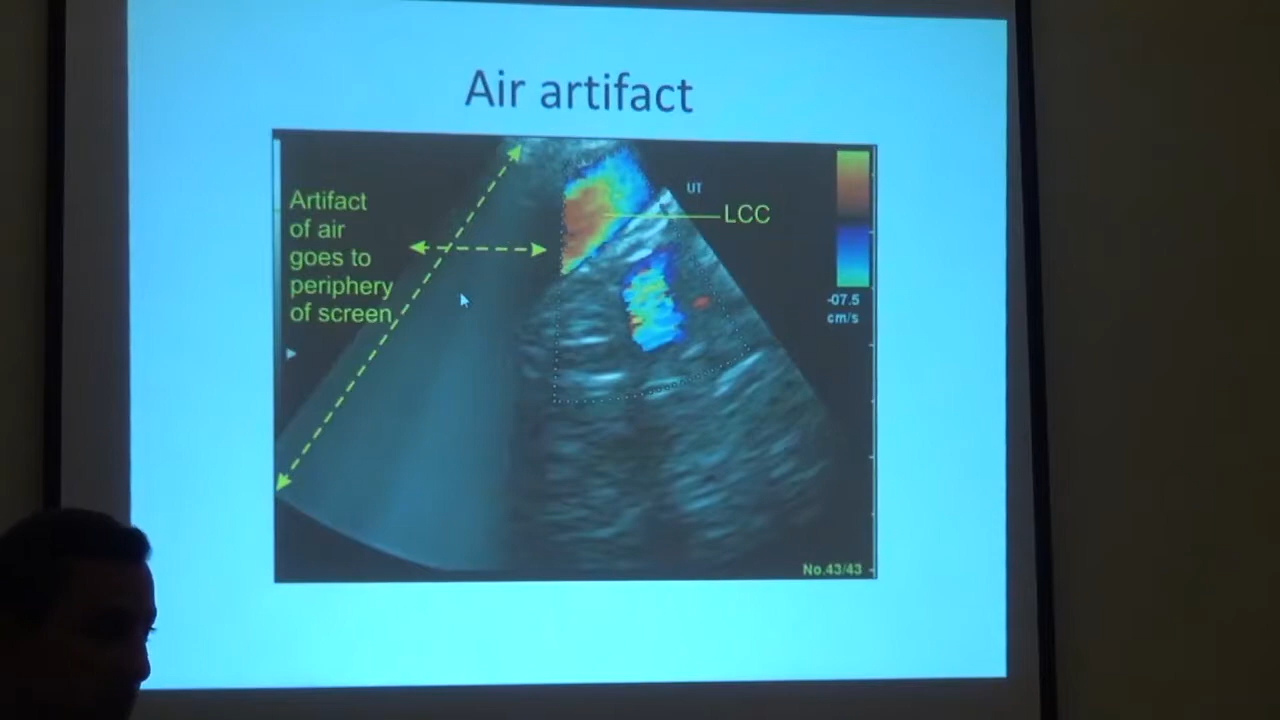 Air artifact
Artifact
of air
goes to
periphery
of screen
UT
LCC
-07.5
cm/s
No.43/43